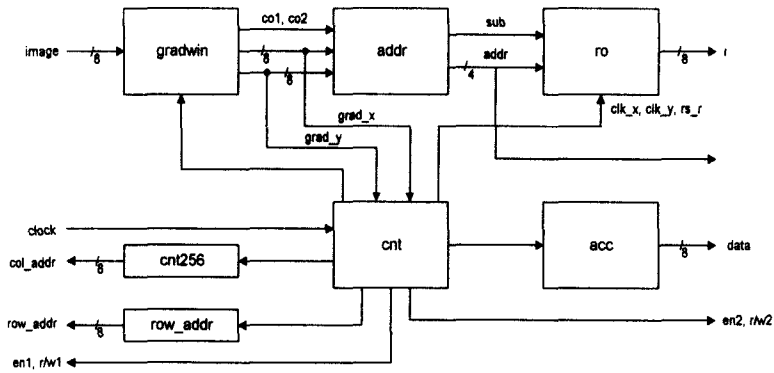 co1, co2
sub
image
/8
gradwin
/8
/8
addr
addr
/4
ro
/8
r
clk_x, clk_y, rs_r
grad_x
grad_y
clock
cnt
acc
/8
data
col_addr
/8
cnt256
row_addr
/8
row_addr
en2, r/w2
en1, r/w1